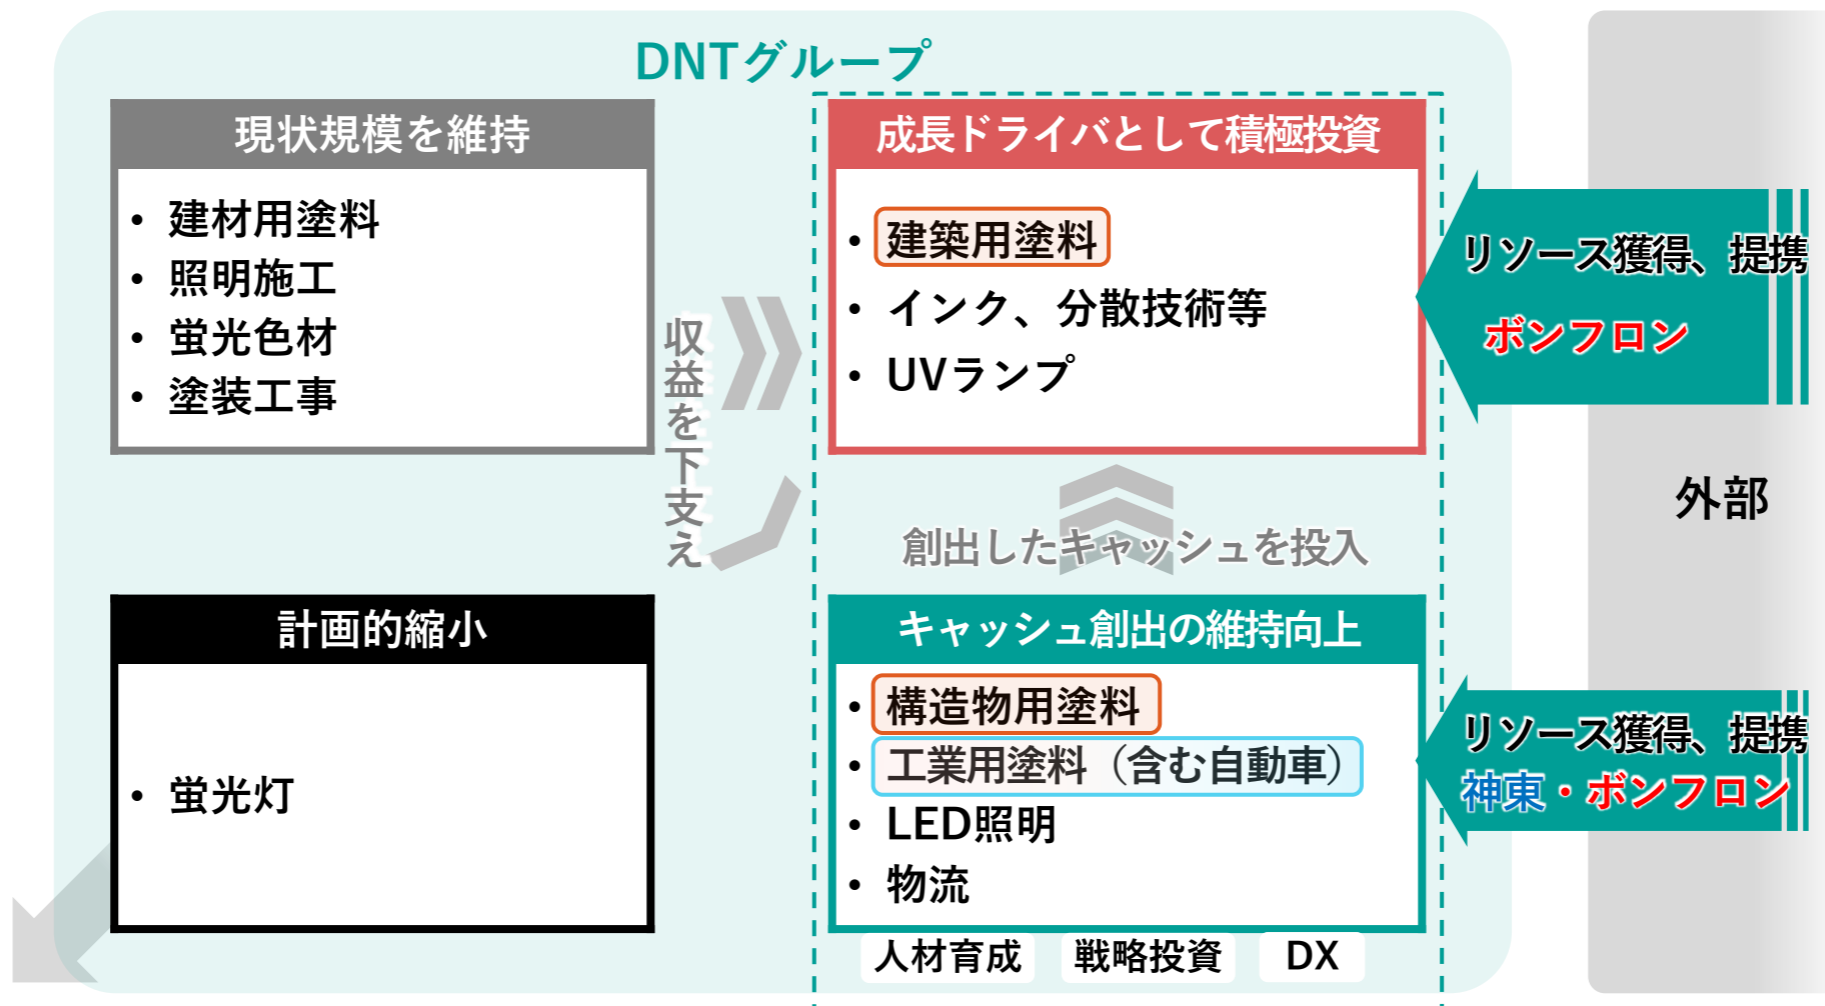 DNTグループ
現状規模を維持
・建材用塗料
・照明施工
・蛍光色材
・塗装工事
収益を下支え
成長ドライバとして積極投資
・建築用塗料
・インク、分散技術等
・UVランプ
リソース獲得、提携
ボンフロン
外部
創出したキャッシュを投入
計画的縮小
・蛍光灯
キャッシュ創出の維持向上
・構造物用塗料
・工業用塗料（含む自動車）
・LED照明
・物流
リソース獲得、提携
神東・ボンフロン
人材育成 戦略投資 DX